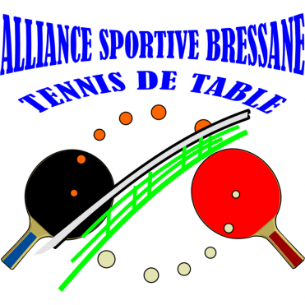 ALLIANCE SPORTIVE BRESSANE
TENNIS DE TABLE